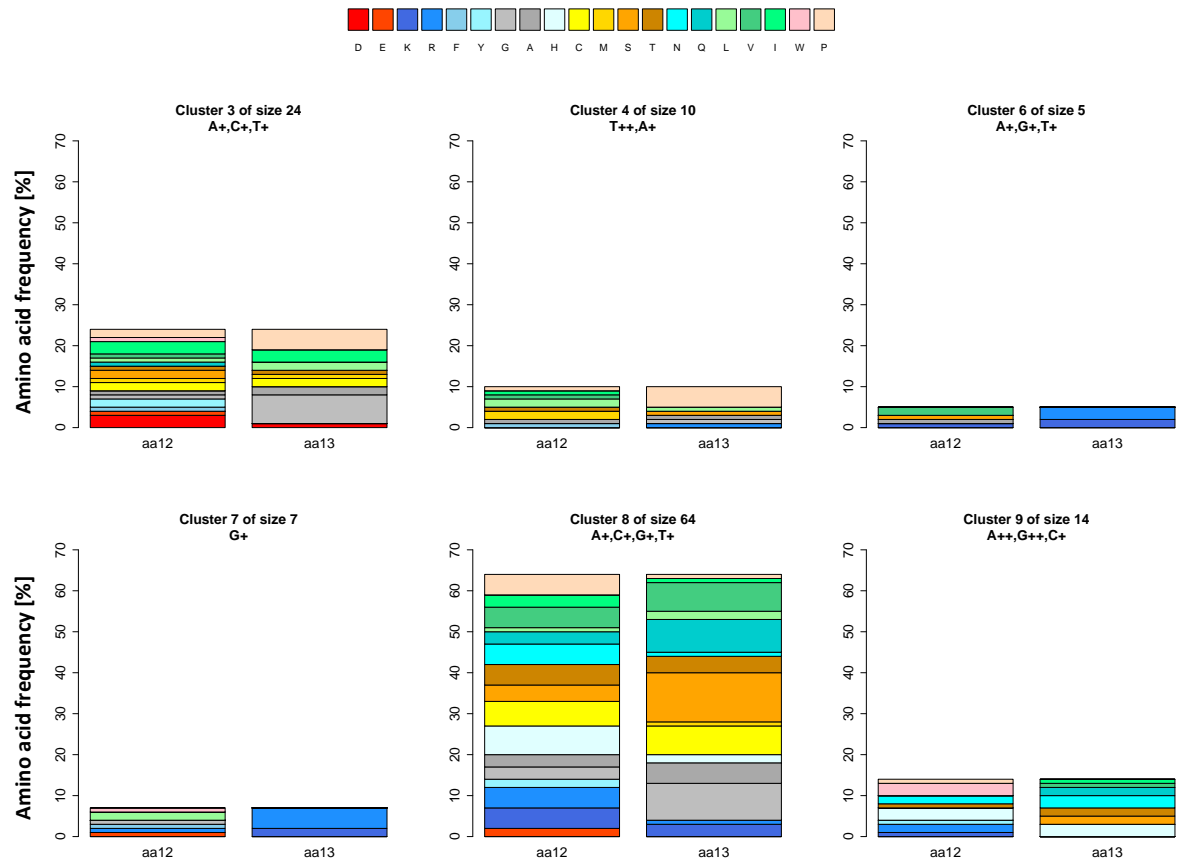 D E K R F Y G A H C M S T N Q L V I W P
Cluster 3 of size 24
A+,C+,T+
Cluster 4 of size 10
T++,A+
Cluster 6 of size 5
A+,G+,T+
Amino acid frequency [%]
0 10 20 30 40 50 60 70
0 10 20 30 40 50 60 70
0 10 20 30 40 50 60 70
aa12 aa13
aa12 aa13
aa12 aa13
Cluster 7 of size 7
G+
Cluster 8 of size 64
A+,C+,G+,T+
Cluster 9 of size 14
A++,G++,C+
Amino acid frequency [%]
0 10 20 30 40 50 60 70
0 10 20 30 40 50 60 70
0 10 20 30 40 50 60 70
aa12 aa13
aa12 aa13
aa12 aa13